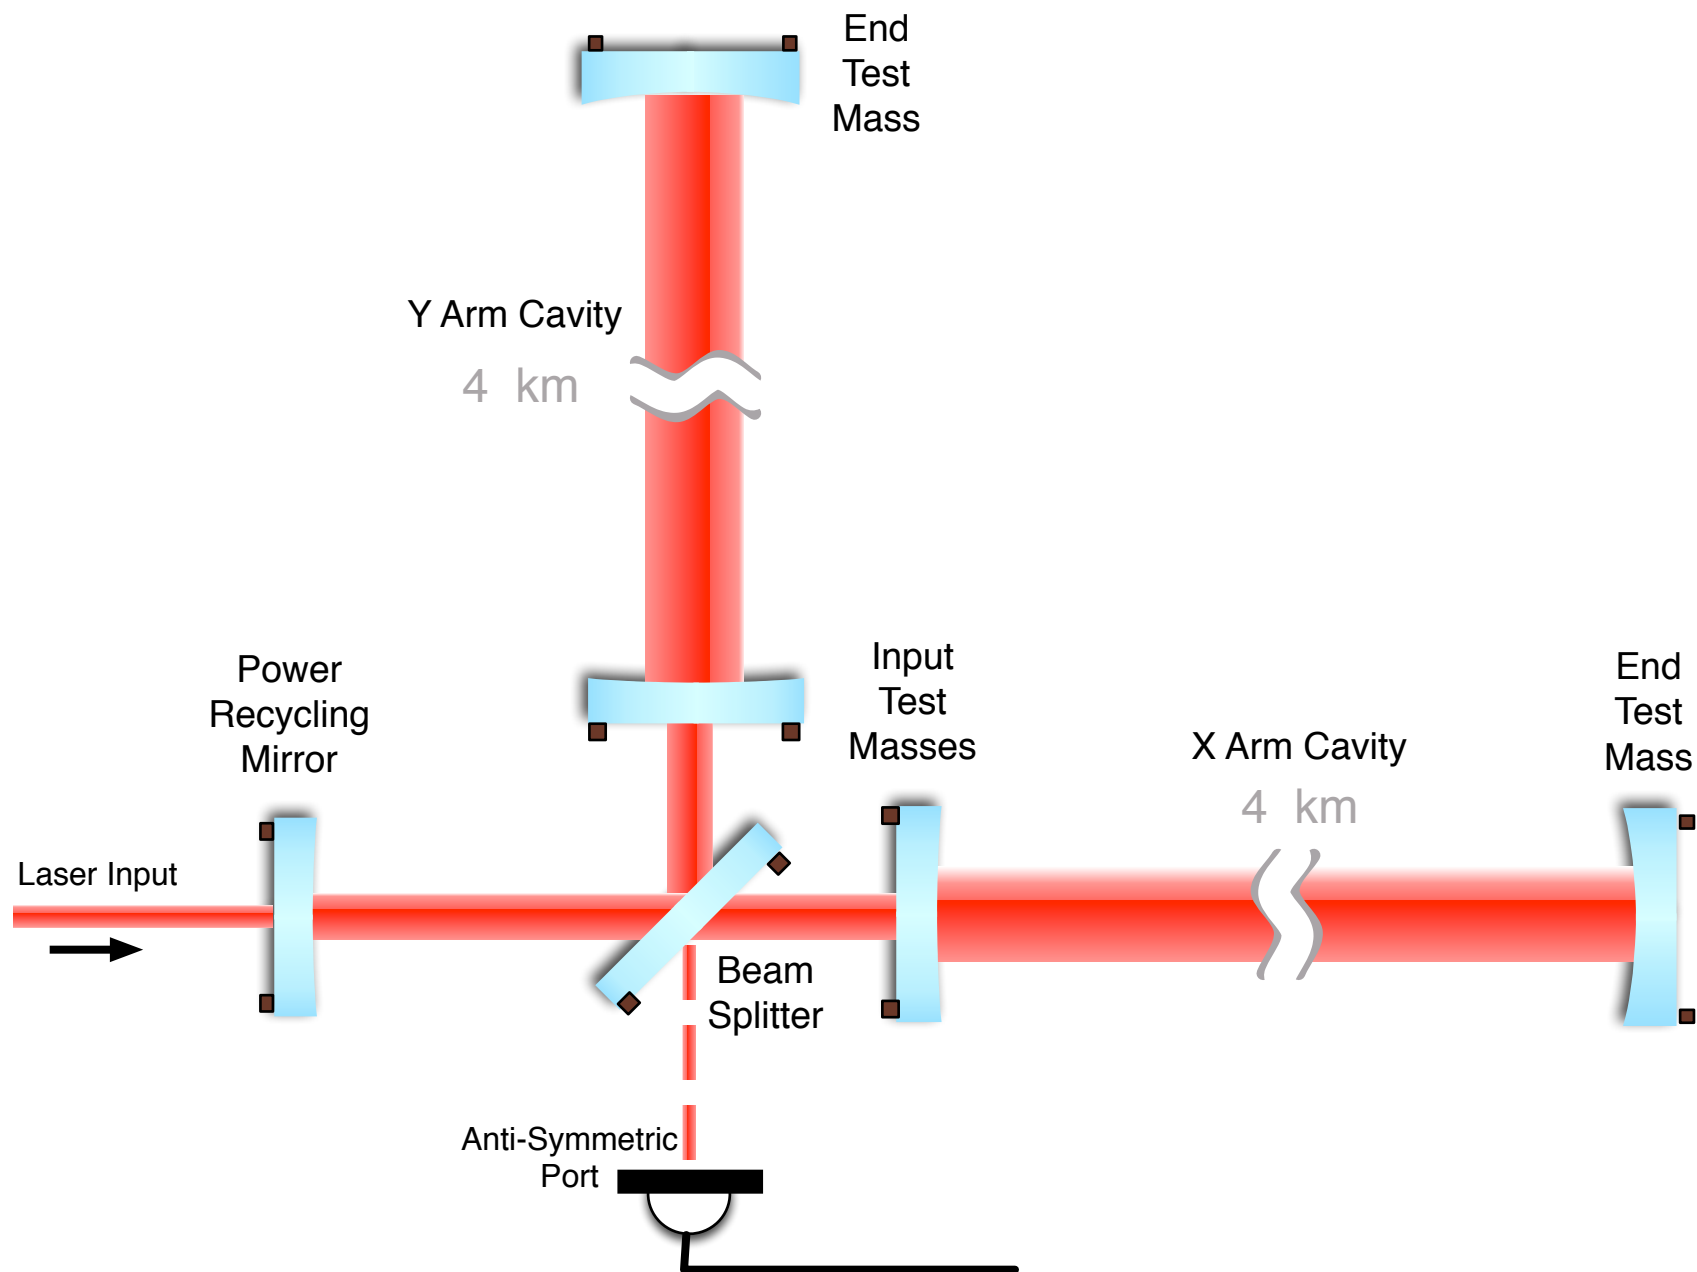 End
Test
Mass
Y Arm Cavity
4 km
Power
Recycling
Mirror
Input
Test
Masses
X Arm Cavity
4 km
End
Test
Mass
Laser Input
Beam
Splitter
Anti-Symmetric
Port